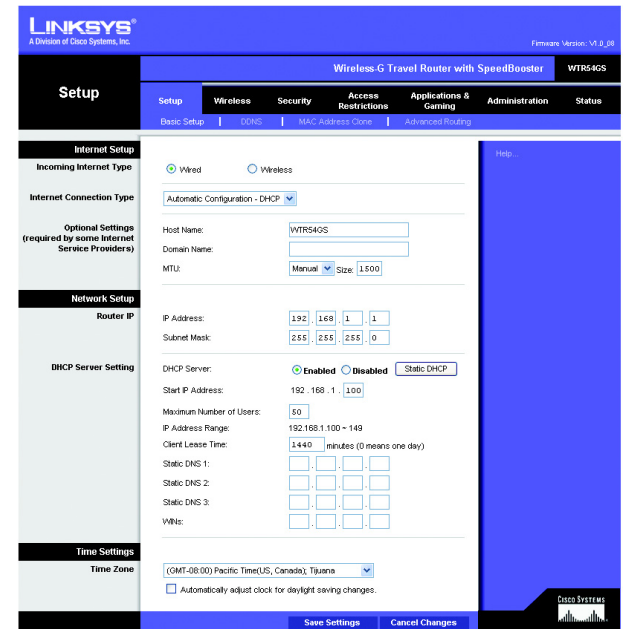 LINKSYS®
A Division of Cisco Systems, Inc.
Firmware Version: V1.0_08
Wireless-G Travel Router with SpeedBooster WTR54GS
Setup
Setup Wireless Security Access Restrictions Applications & Gaming Administration Status
Basic Setup | DDNS | MAC Address Clone | Advanced Routing
Internet Setup
Help...
Incoming Internet Type Wired Wireless
Internet Connection Type Automatic Configuration - DHCP
Optional Settings
(required by some Internet
Service Providers)
Host Name: WTR54GS
Domain Name:
MTU: Manual Size: 1500
Network Setup
Router IP
IP Address: 192 . 168 . 1 . 1
Subnet Mask: 255 . 255 . 255 . 0
DHCP Server Setting DHCP Server: Enabled Disabled Static DHCP
Start IP Address: 192 . 168 . 1 . 100
Maximum Number of Users: 50
IP Address Range: 192.168.1.100 ~ 149
Client Lease Time: 1440 minutes (0 means one day)
Static DNS 1: . . .
Static DNS 2: . . .
Static DNS 3: . . .
WINs: . . .
Time Settings
Time Zone (GMT-08:00) Pacific Time(US, Canada); Tijuana
Automatically adjust clock for daylight saving changes.
CISCO SYSTEMS
Save Settings Cancel Changes